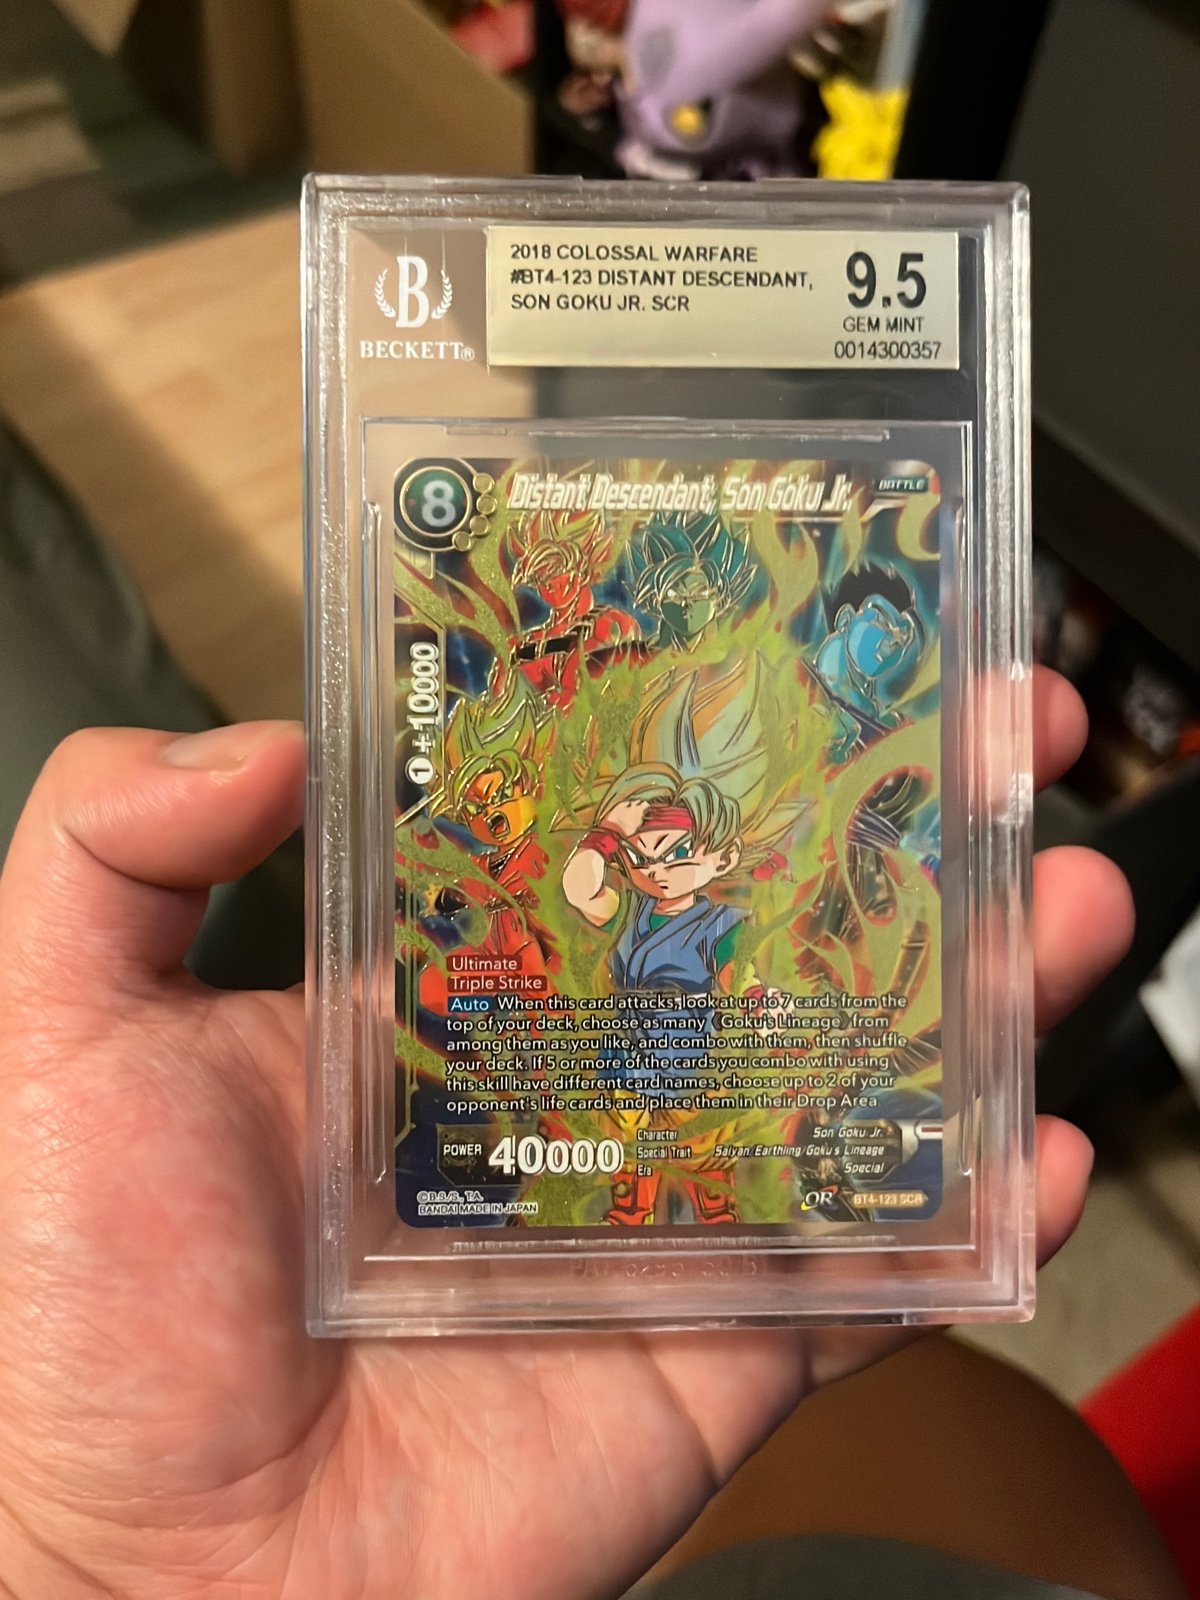 B
BECKETT®
2018 COLOSSAL WARFARE
#BT4-123 DISTANT DESCENDANT,
SON GOKU JR. SCR
9.5
GEM MINT
0014300357
8
Distant Descendant, Son Goku Jr.
BATTLE
1 +10000
Ultimate
Triple Strike
Auto When this card attacks, look at up to 7 cards from the
top of your deck, choose as many 《Goku's Lineage》 from
among them as you like, and combo with them, then shuffle
your deck. If 5 or more of the cards you combo with using
this skill have different card names, choose up to 2 of your
opponent's life cards and place them in their Drop Area
POWER 40000
Character Son Goku Jr.
Special Trait Saiyan/Earthling/Goku's Lineage
Era Special
©B.S./S., T.A.
BANDAI MADE IN JAPAN
QR BT4-123 SCR